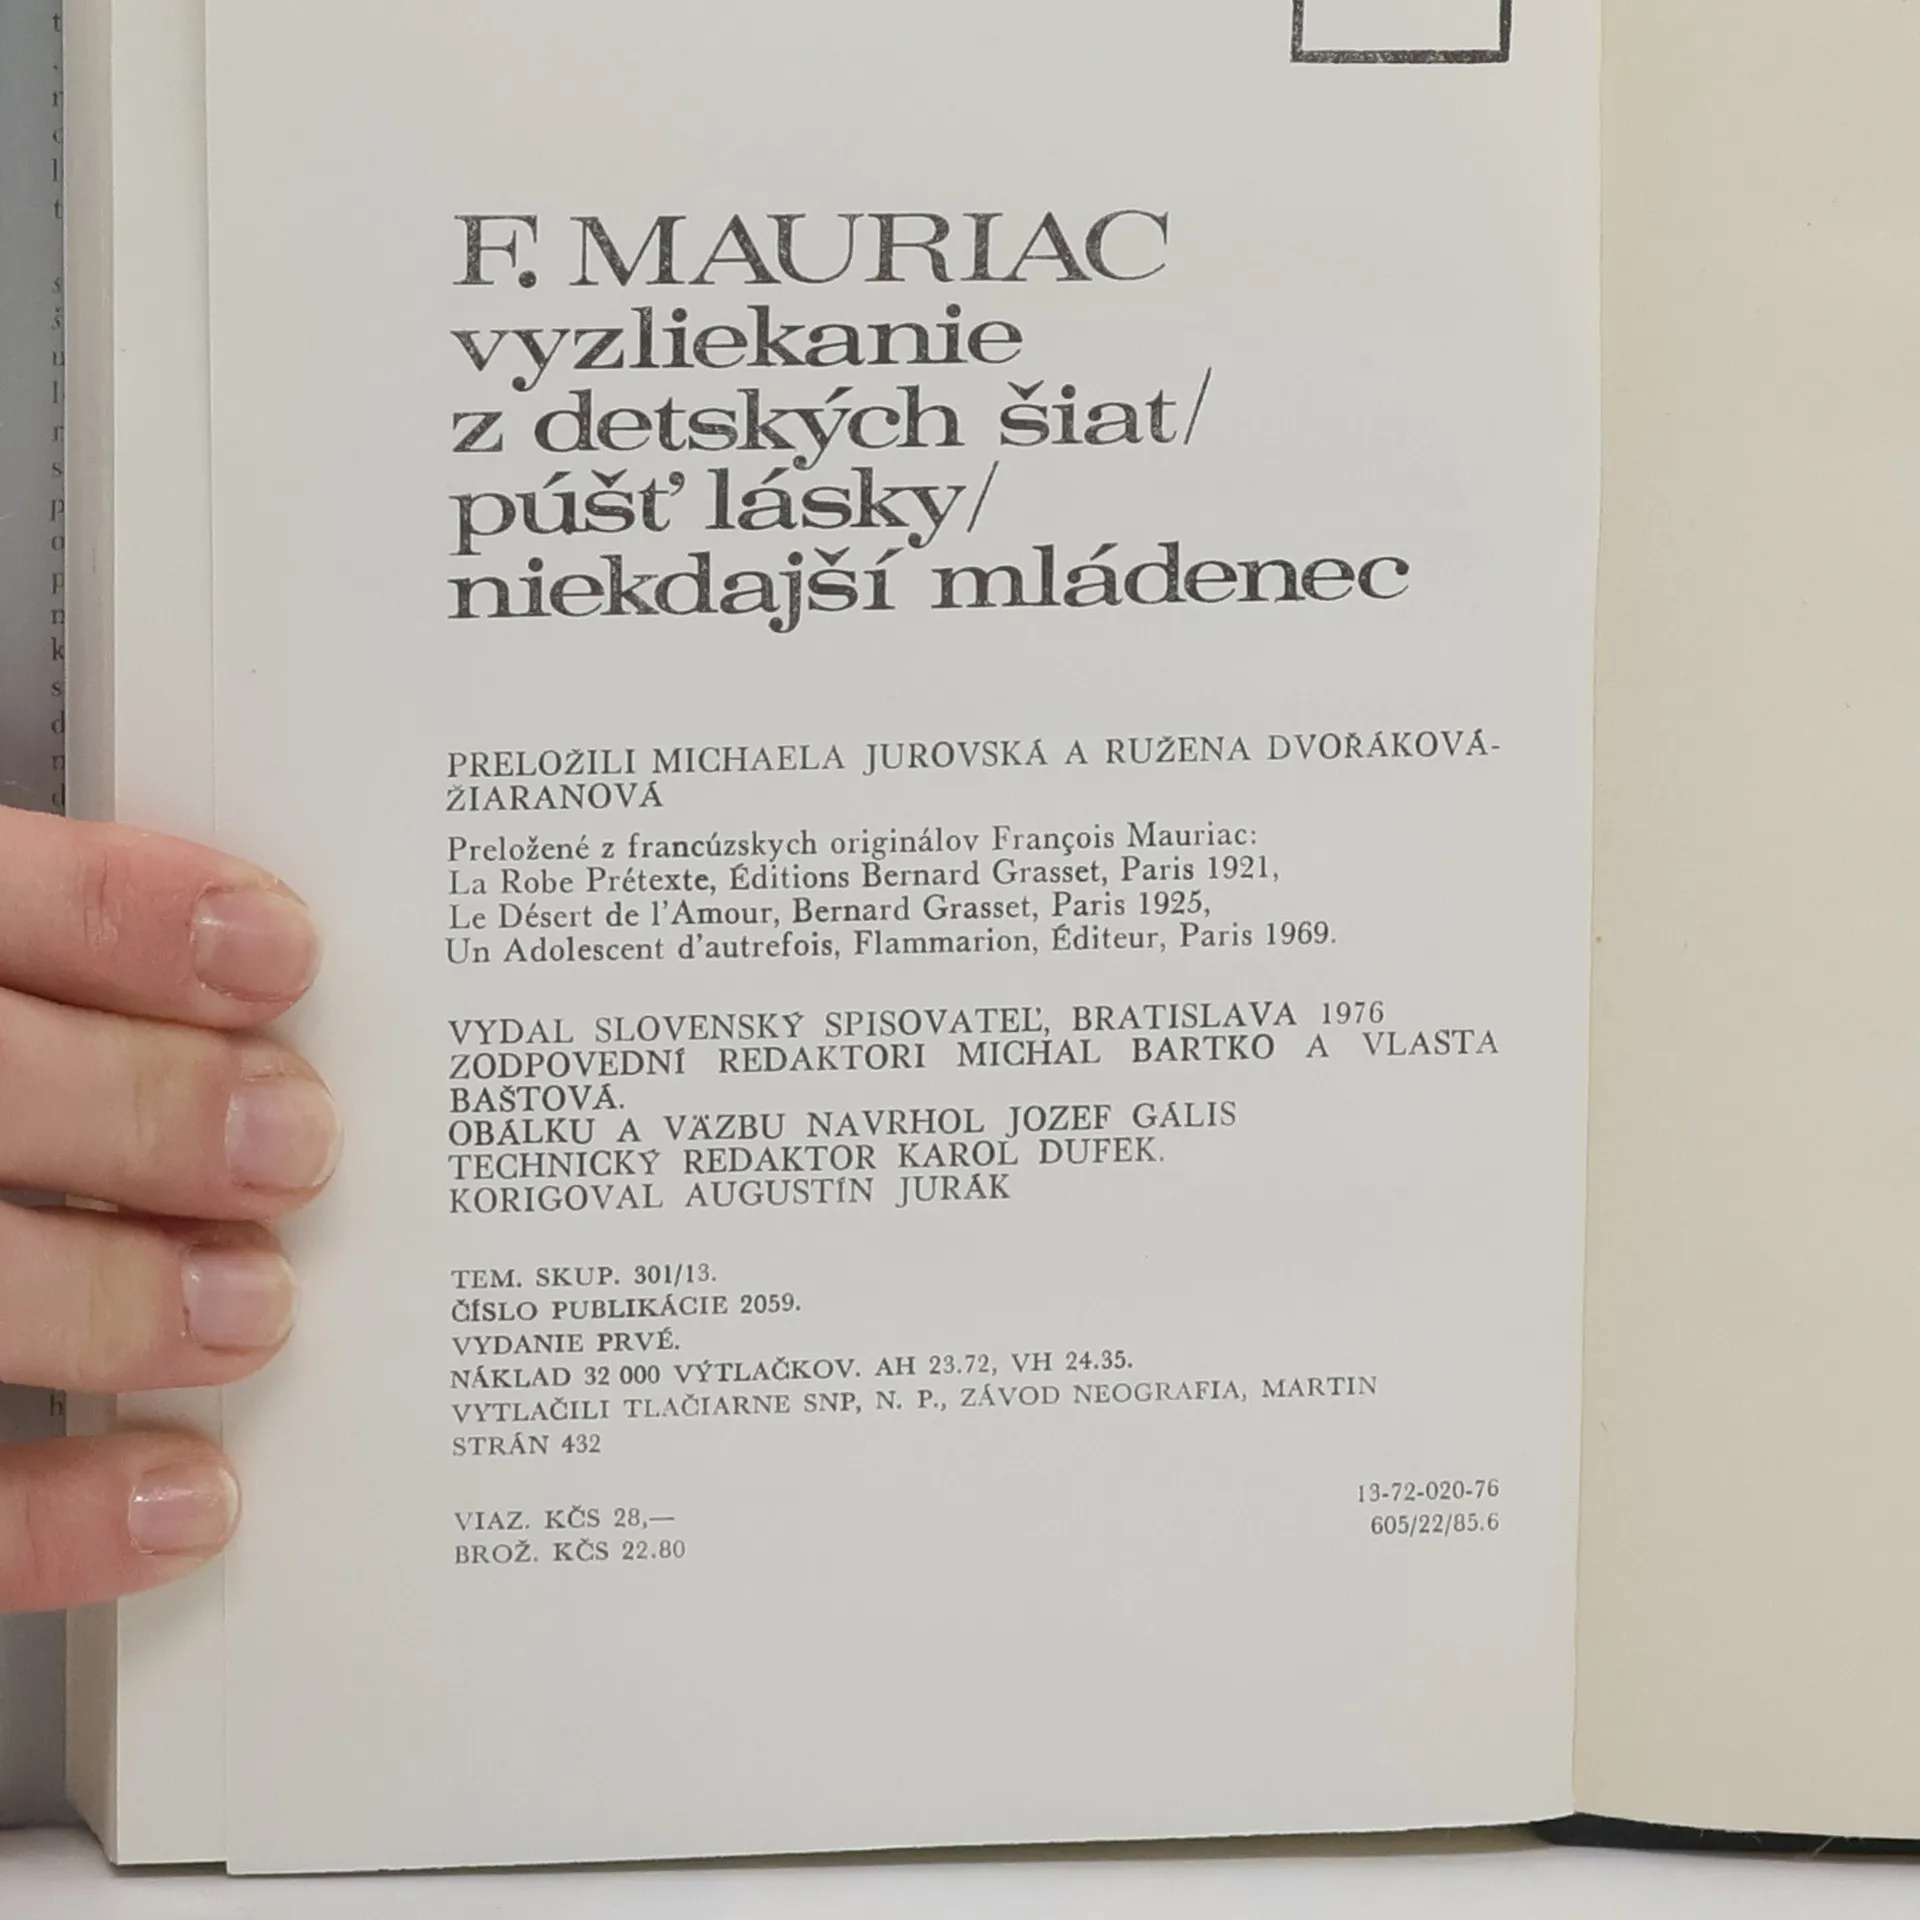 F. MAURIAC
vyzliekanie
z detských šiat/
púšť lásky/
niekdajší mládenec
PRELOŽILI MICHAELA JUROVSKÁ A RUŽENA DVOŘÁKOVÁ-
ŽIARANOVÁ
Preložené z francúzskych originálov François Mauriac:
La Robe Prétexte, Éditions Bernard Grasset, Paris 1921,
Le Désert de l'Amour, Bernard Grasset, Paris 1925,
Un Adolescent d'autrefois, Flammarion, Éditeur, Paris 1969.
VYDAL SLOVENSKÝ SPISOVATEĽ, BRATISLAVA 1976
ZODPOVEDNÍ REDAKTORI MICHAL BARTKO A VLASTA
BAŠTOVÁ.
OBÁLKU A VÄZBU NAVRHOL JOZEF GÁLIS
TECHNICKÝ REDAKTOR KAROL DUFEK.
KORIGOVAL AUGUSTÍN JURÁK
TEM. SKUP. 301/13.
ČÍSLO PUBLIKÁCIE 2059.
VYDANIE PRVÉ.
NÁKLAD 32 000 VÝTLAČKOV. AH 23.72, VH 24.35.
VYTLAČILI TLAČIARNE SNP, N. P., ZÁVOD NEOGRAFIA, MARTIN
STRÁN 432
13-72-020-76
605/22/85.6
VIAZ. KČS 28,—
BROŽ. KČS 22.80